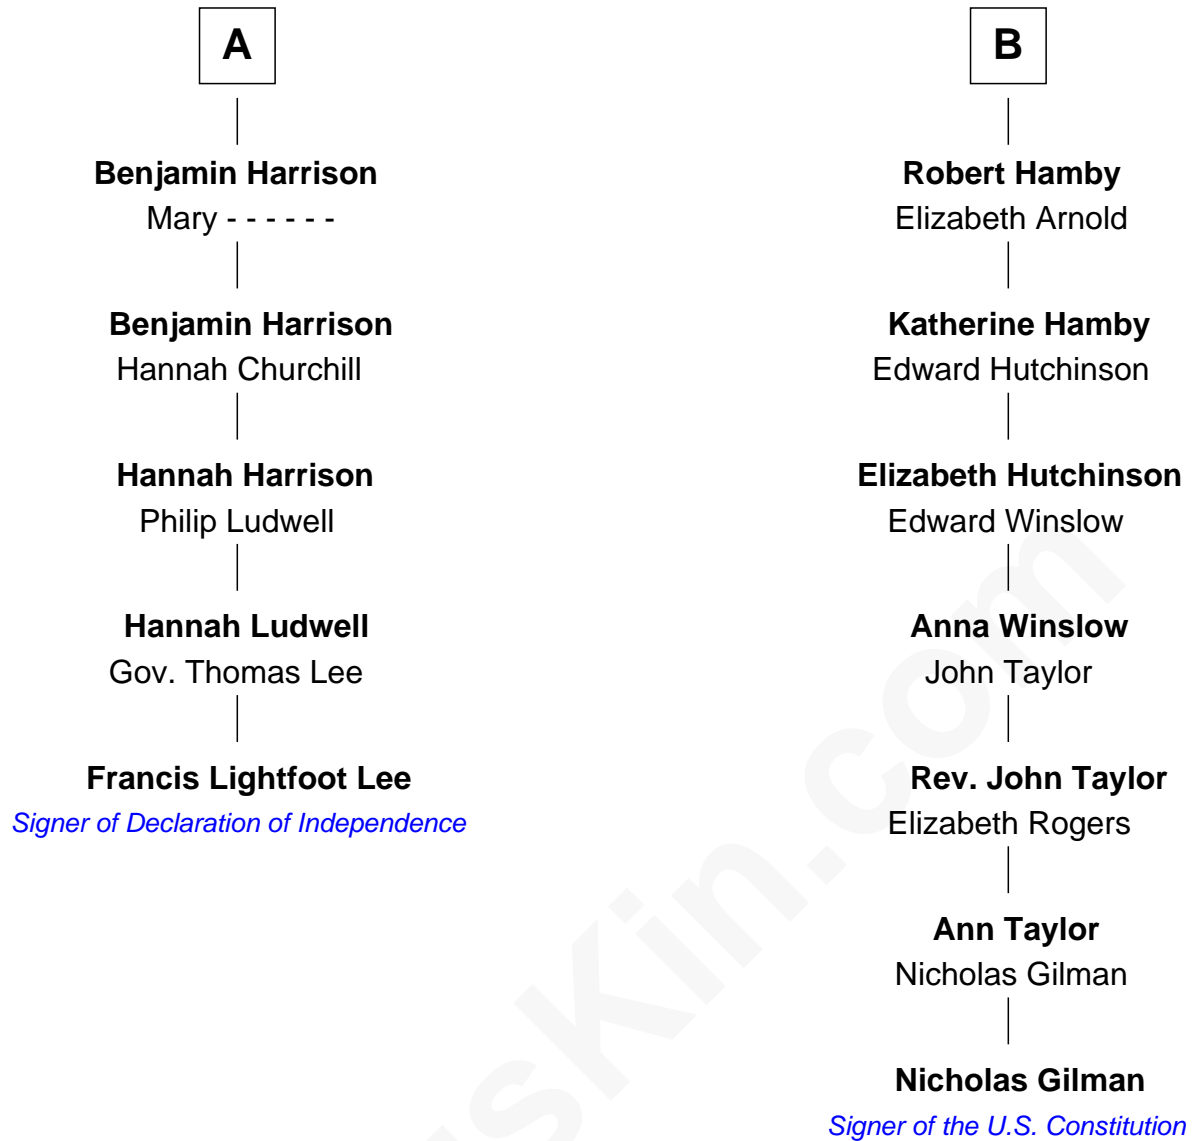 A
Benjamin Harrison
Mary - - - - - -
Benjamin Harrison
Hannah Churchill
Hannah Harrison
Philip Ludwell
Hannah Ludwell
Gov. Thomas Lee
Francis Lightfoot Lee
Signer of Declaration of Independence
B
Robert Hamby
Elizabeth Arnold
Katherine Hamby
Edward Hutchinson
Elizabeth Hutchinson
Edward Winslow
Anna Winslow
John Taylor
Rev. John Taylor
Elizabeth Rogers
Ann Taylor
Nicholas Gilman
Nicholas Gilman
Signer of the U.S. Constitution
usKin.com